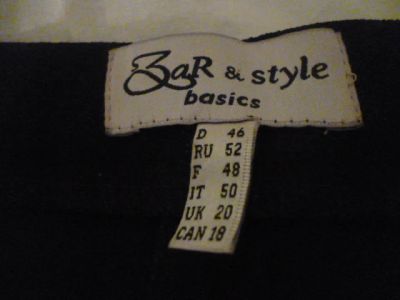 ZaR & style
basics
D 46
RU 52
F 48
IT 50
UK 20
CAN 18